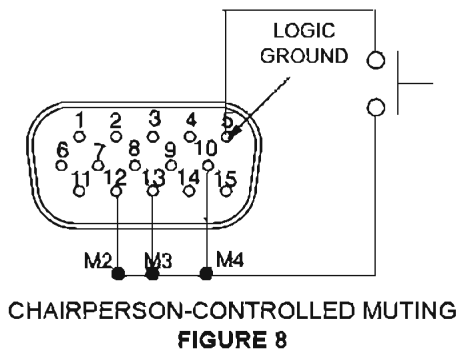 LOGIC
GROUND
1 2 3 4 5
6 7 8 9 10
11 12 13 14 15
M2 M3 M4
CHAIRPERSON-CONTROLLED MUTING
FIGURE 8